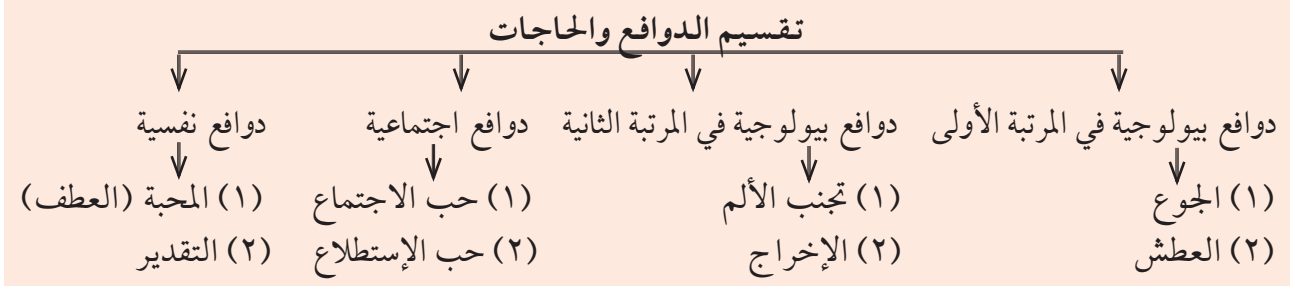 تقسيم الدوافع والحاجات
دوافع بيولوجية في المرتبة الأولى دوافع بيولوجية في المرتبة الثانية دوافع اجتماعية دوافع نفسية
(١) الجوع (١) تجنب الألم (١) حب الاجتماع (١) المحبة (العطف)
(٢) العطش (٢) الإخراج (٢) حب الإستطلاع (٢) التقدير